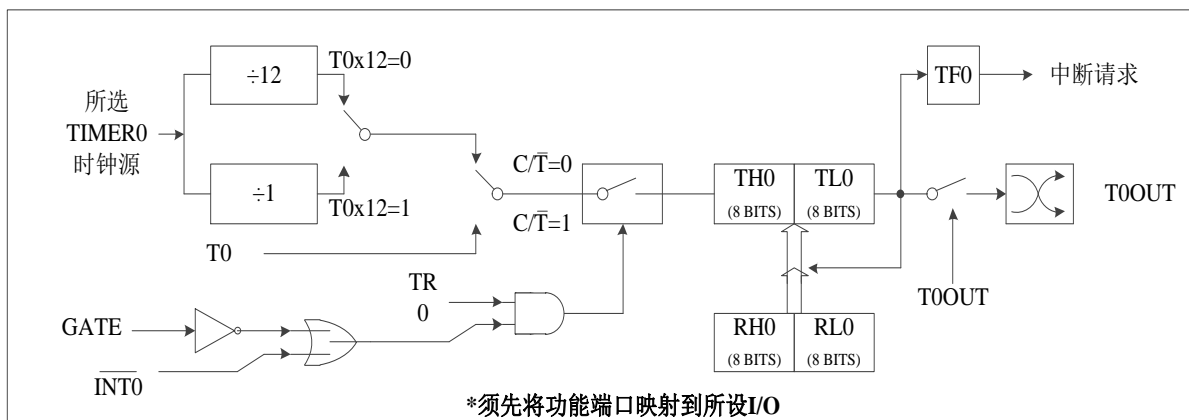 ÷12
T0x12=0
所选
TIMER0
时钟源
÷1
T0x12=1
T0
C/T̅=0
C/T̅=1
TH0
(8 BITS)
TL0
(8 BITS)
TF0
中断请求
T0OUT
T0OUT
TR
0
GATE
I̅N̅T̅0̅
RH0
(8 BITS)
RL0
(8 BITS)
*须先将功能端口映射到所设I/O